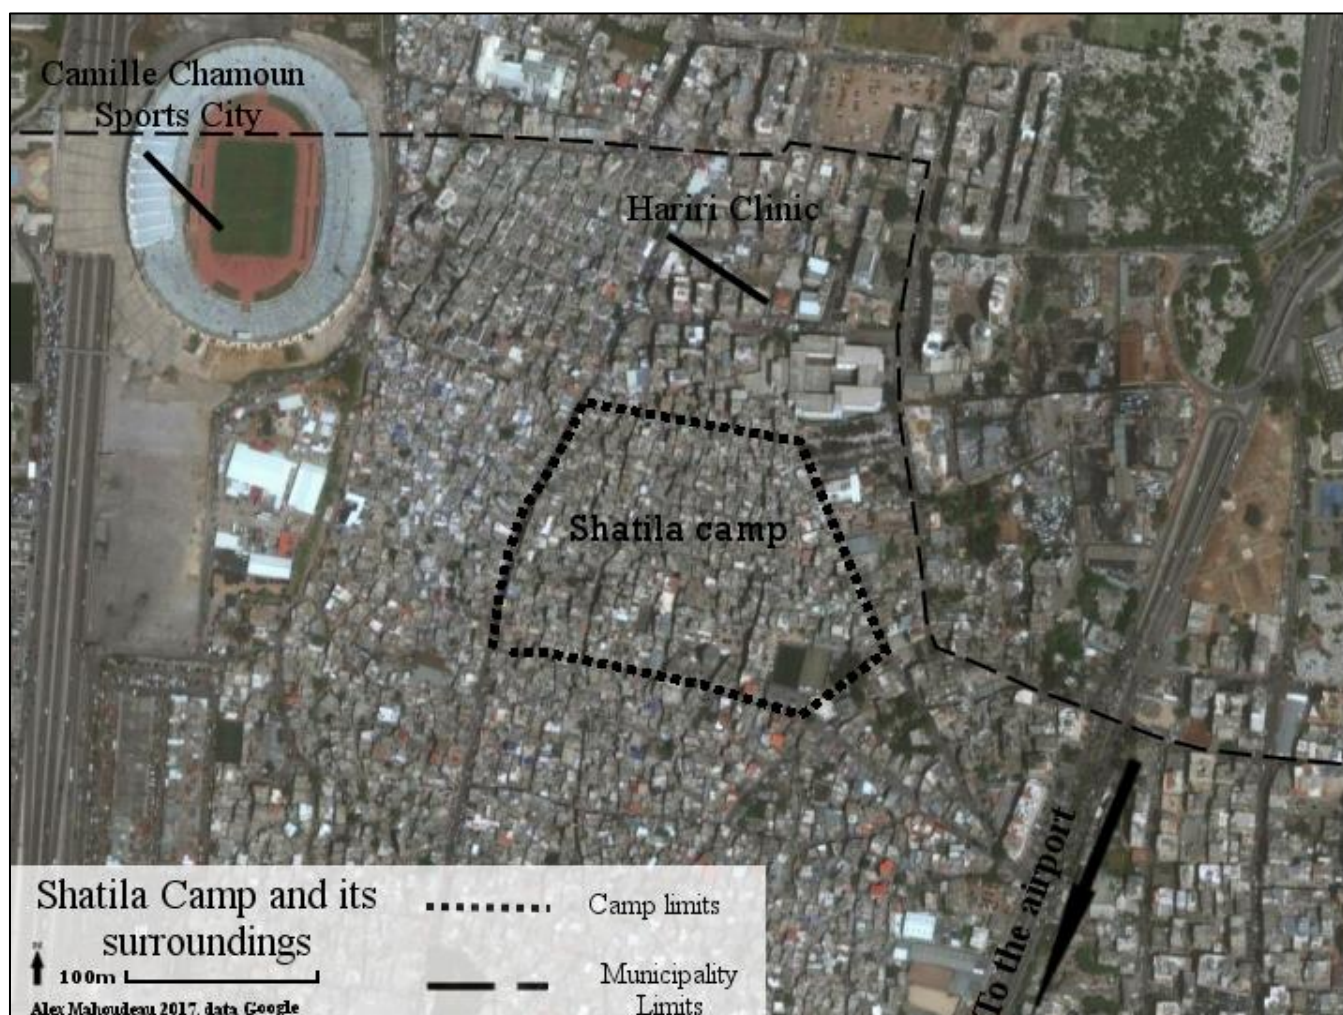 Camille Chamoun
Sports City
Hariri Clinic
Shatila camp
To the airport
Shatila Camp and its
surroundings
Camp limits
N
100m
Municipality
Limits
Alex Mahoudeau 2017, data Google